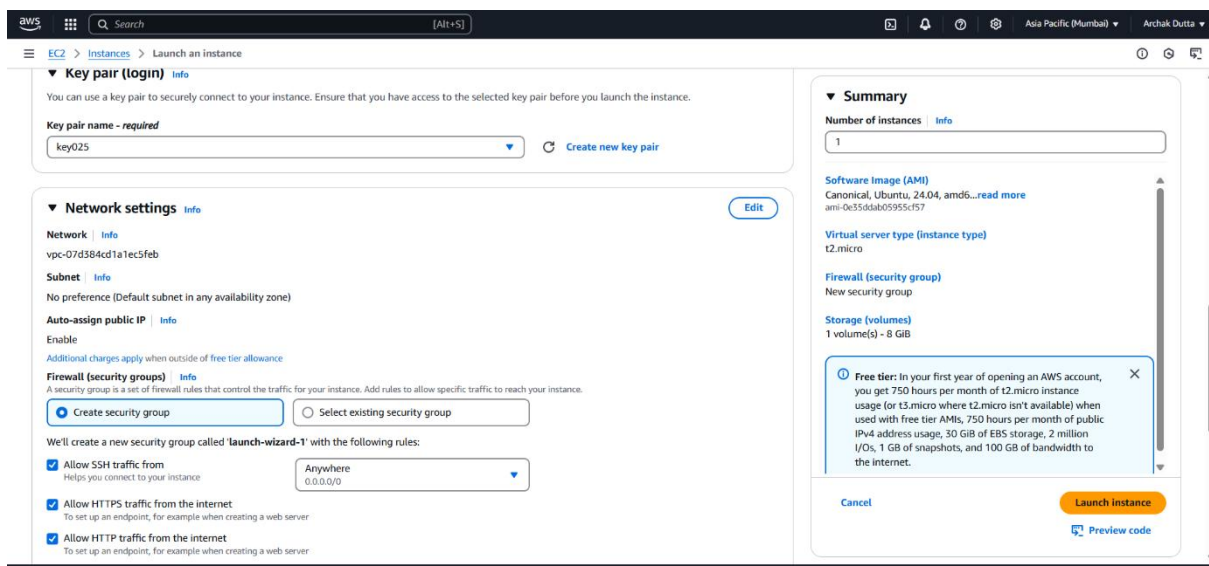 aws
Search
[Alt+S]
Asia Pacific (Mumbai)
Archak Dutta
EC2 > Instances > Launch an instance
Key pair (login) Info
You can use a key pair to securely connect to your instance. Ensure that you have access to the selected key pair before you launch the instance.
Key pair name - required
key025
Create new key pair
Network settings Info
Edit
Network Info
vpc-07d384cd1a1ec5feb
Subnet Info
No preference (Default subnet in any availability zone)
Auto-assign public IP Info
Enable
Additional charges apply when outside of free tier allowance
Firewall (security groups) Info
A security group is a set of firewall rules that control the traffic for your instance. Add rules to allow specific traffic to reach your instance.
Create security group
Select existing security group
We'll create a new security group called 'launch-wizard-1' with the following rules:
Allow SSH traffic from
Helps you connect to your instance
Anywhere
0.0.0.0/0
Allow HTTPS traffic from the internet
To set up an endpoint, for example when creating a web server
Allow HTTP traffic from the internet
To set up an endpoint, for example when creating a web server
Summary
Number of instances Info
1
Software Image (AMI)
Canonical, Ubuntu, 24.04, amd6...read more
ami-0e35ddab05955cf57
Virtual server type (instance type)
t2.micro
Firewall (security group)
New security group
Storage (volumes)
1 volume(s) - 8 GiB
Free tier: In your first year of opening an AWS account,
you get 750 hours per month of t2.micro instance
usage (or t3.micro where t2.micro isn't available) when
used with free tier AMIs, 750 hours per month of public
IPv4 address usage, 30 GiB of EBS storage, 2 million
I/Os, 1 GB of snapshots, and 100 GB of bandwidth to
the internet.
Cancel
Launch instance
Preview code